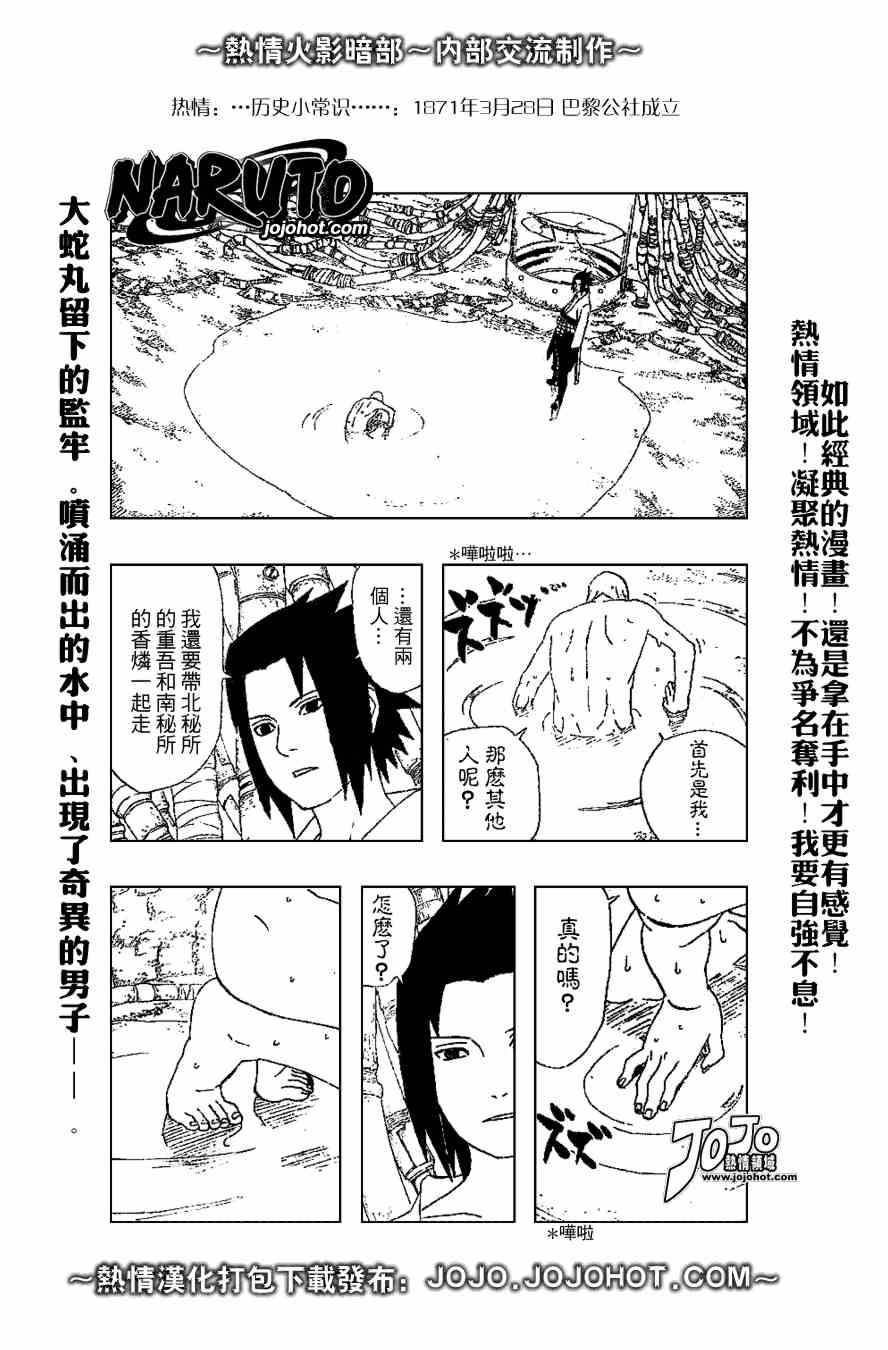 ～熱情火影暗部～内部交流制作～
热情：…历史小常识……：1871年3月28日 巴黎公社成立
NARUTO
jojohot.com
如此經典的漫畫！還是拿在手中才更有感覺！
熱情領域！凝聚熱情！不為爭名奪利！我要自強不息！
大蛇丸留下的監牢。噴涌而出的水中、出現了奇異的男子——。
＊嘩啦啦…
ズズッ
首先是我…
那麽其他
人呢？
…還有兩
個人…
我還要帶北秘所
的重吾和南秘所
的香燐一起走
真的嗎？
ズズ
＊嘩啦
怎麽了？
JOJO
熱情領域
www.jojohot.com
～熱情漢化打包下載發布：JOJO.JOJOHOT.COM～